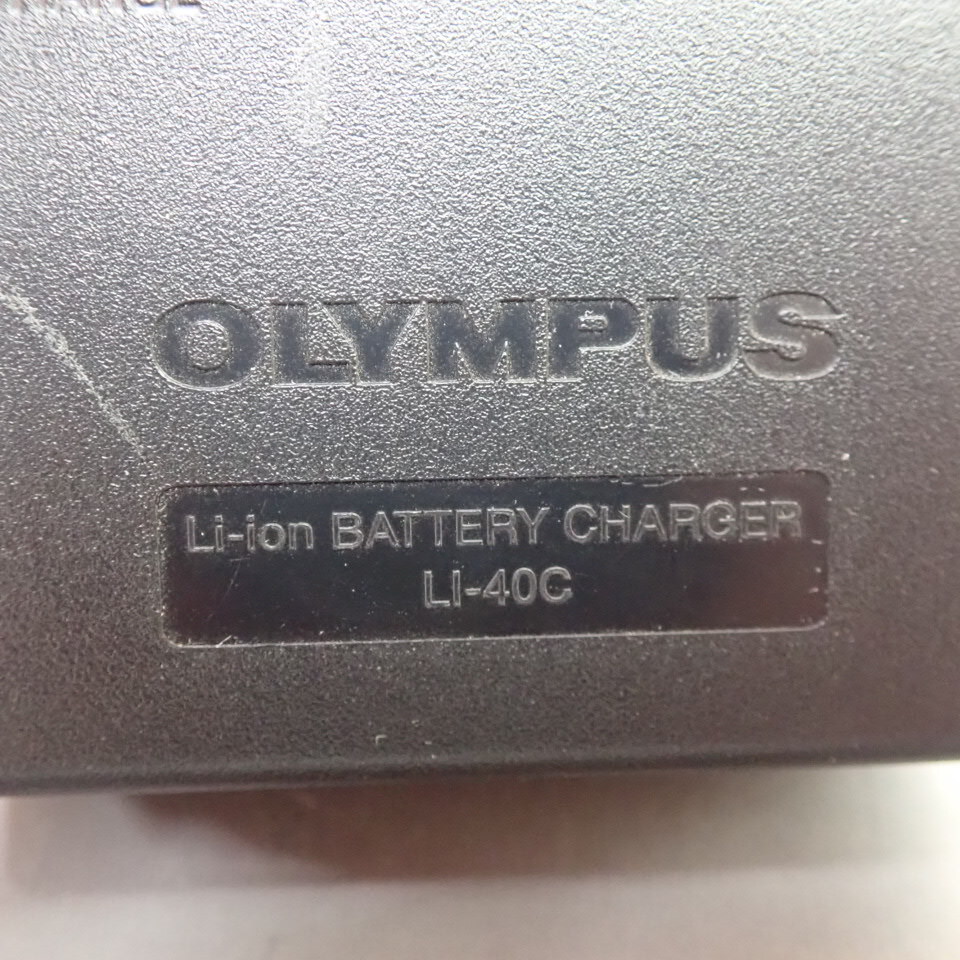 OLYMPUS
Li-ion BATTERY CHARGER
LI-40C